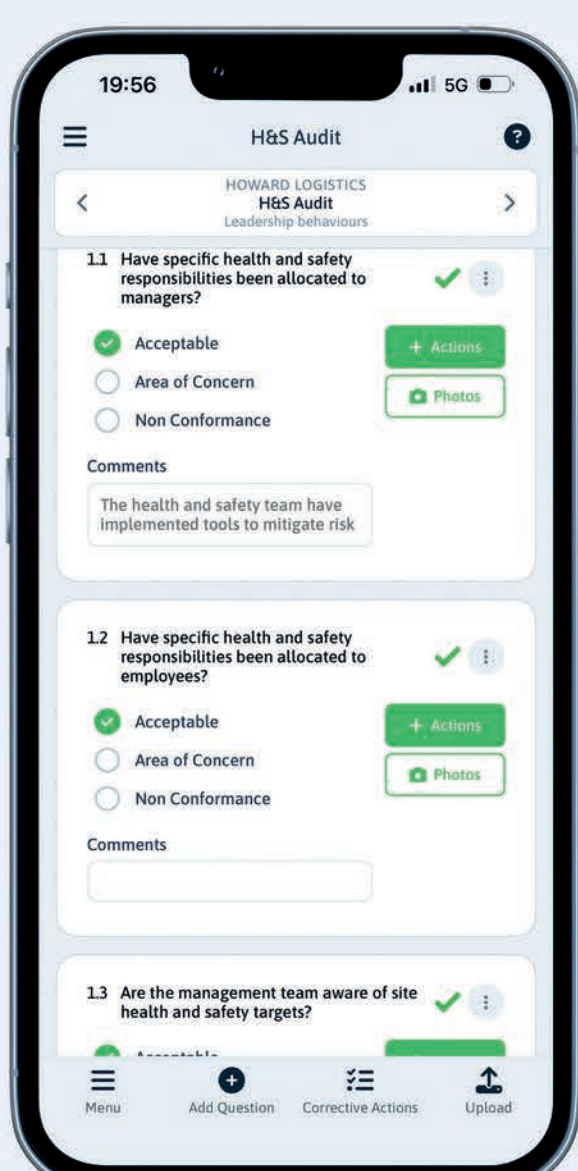 19:56
5G
H&S Audit
?
HOWARD LOGISTICS
H&S Audit
Leadership behaviours
1.1 Have specific health and safety
responsibilities been allocated to
managers?
Acceptable
+ Actions
Area of Concern
Photos
Non Conformance
Comments
The health and safety team have
implemented tools to mitigate risk
1.2 Have specific health and safety
responsibilities been allocated to
employees?
Acceptable
+ Actions
Area of Concern
Photos
Non Conformance
Comments
1.3 Are the management team aware of site
health and safety targets?
Menu
Add Question
Corrective Actions
Upload